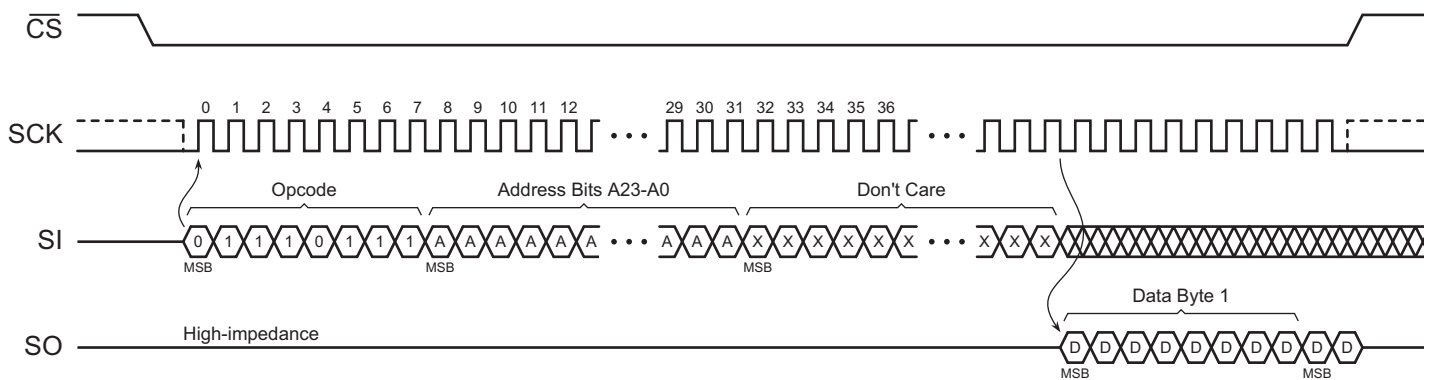 CS
0 1 2 3 4 5 6 7 8 9 10 11 12 29 30 31 32 33 34 35 36
SCK
Opcode Address Bits A23-A0 Don't Care
SI 0 1 1 1 0 1 1 1 A A A A A A A A A X X X X X X X X X
MSB MSB MSB
Data Byte 1
High-impedance
SO D D D D D D D D D D
MSB MSB